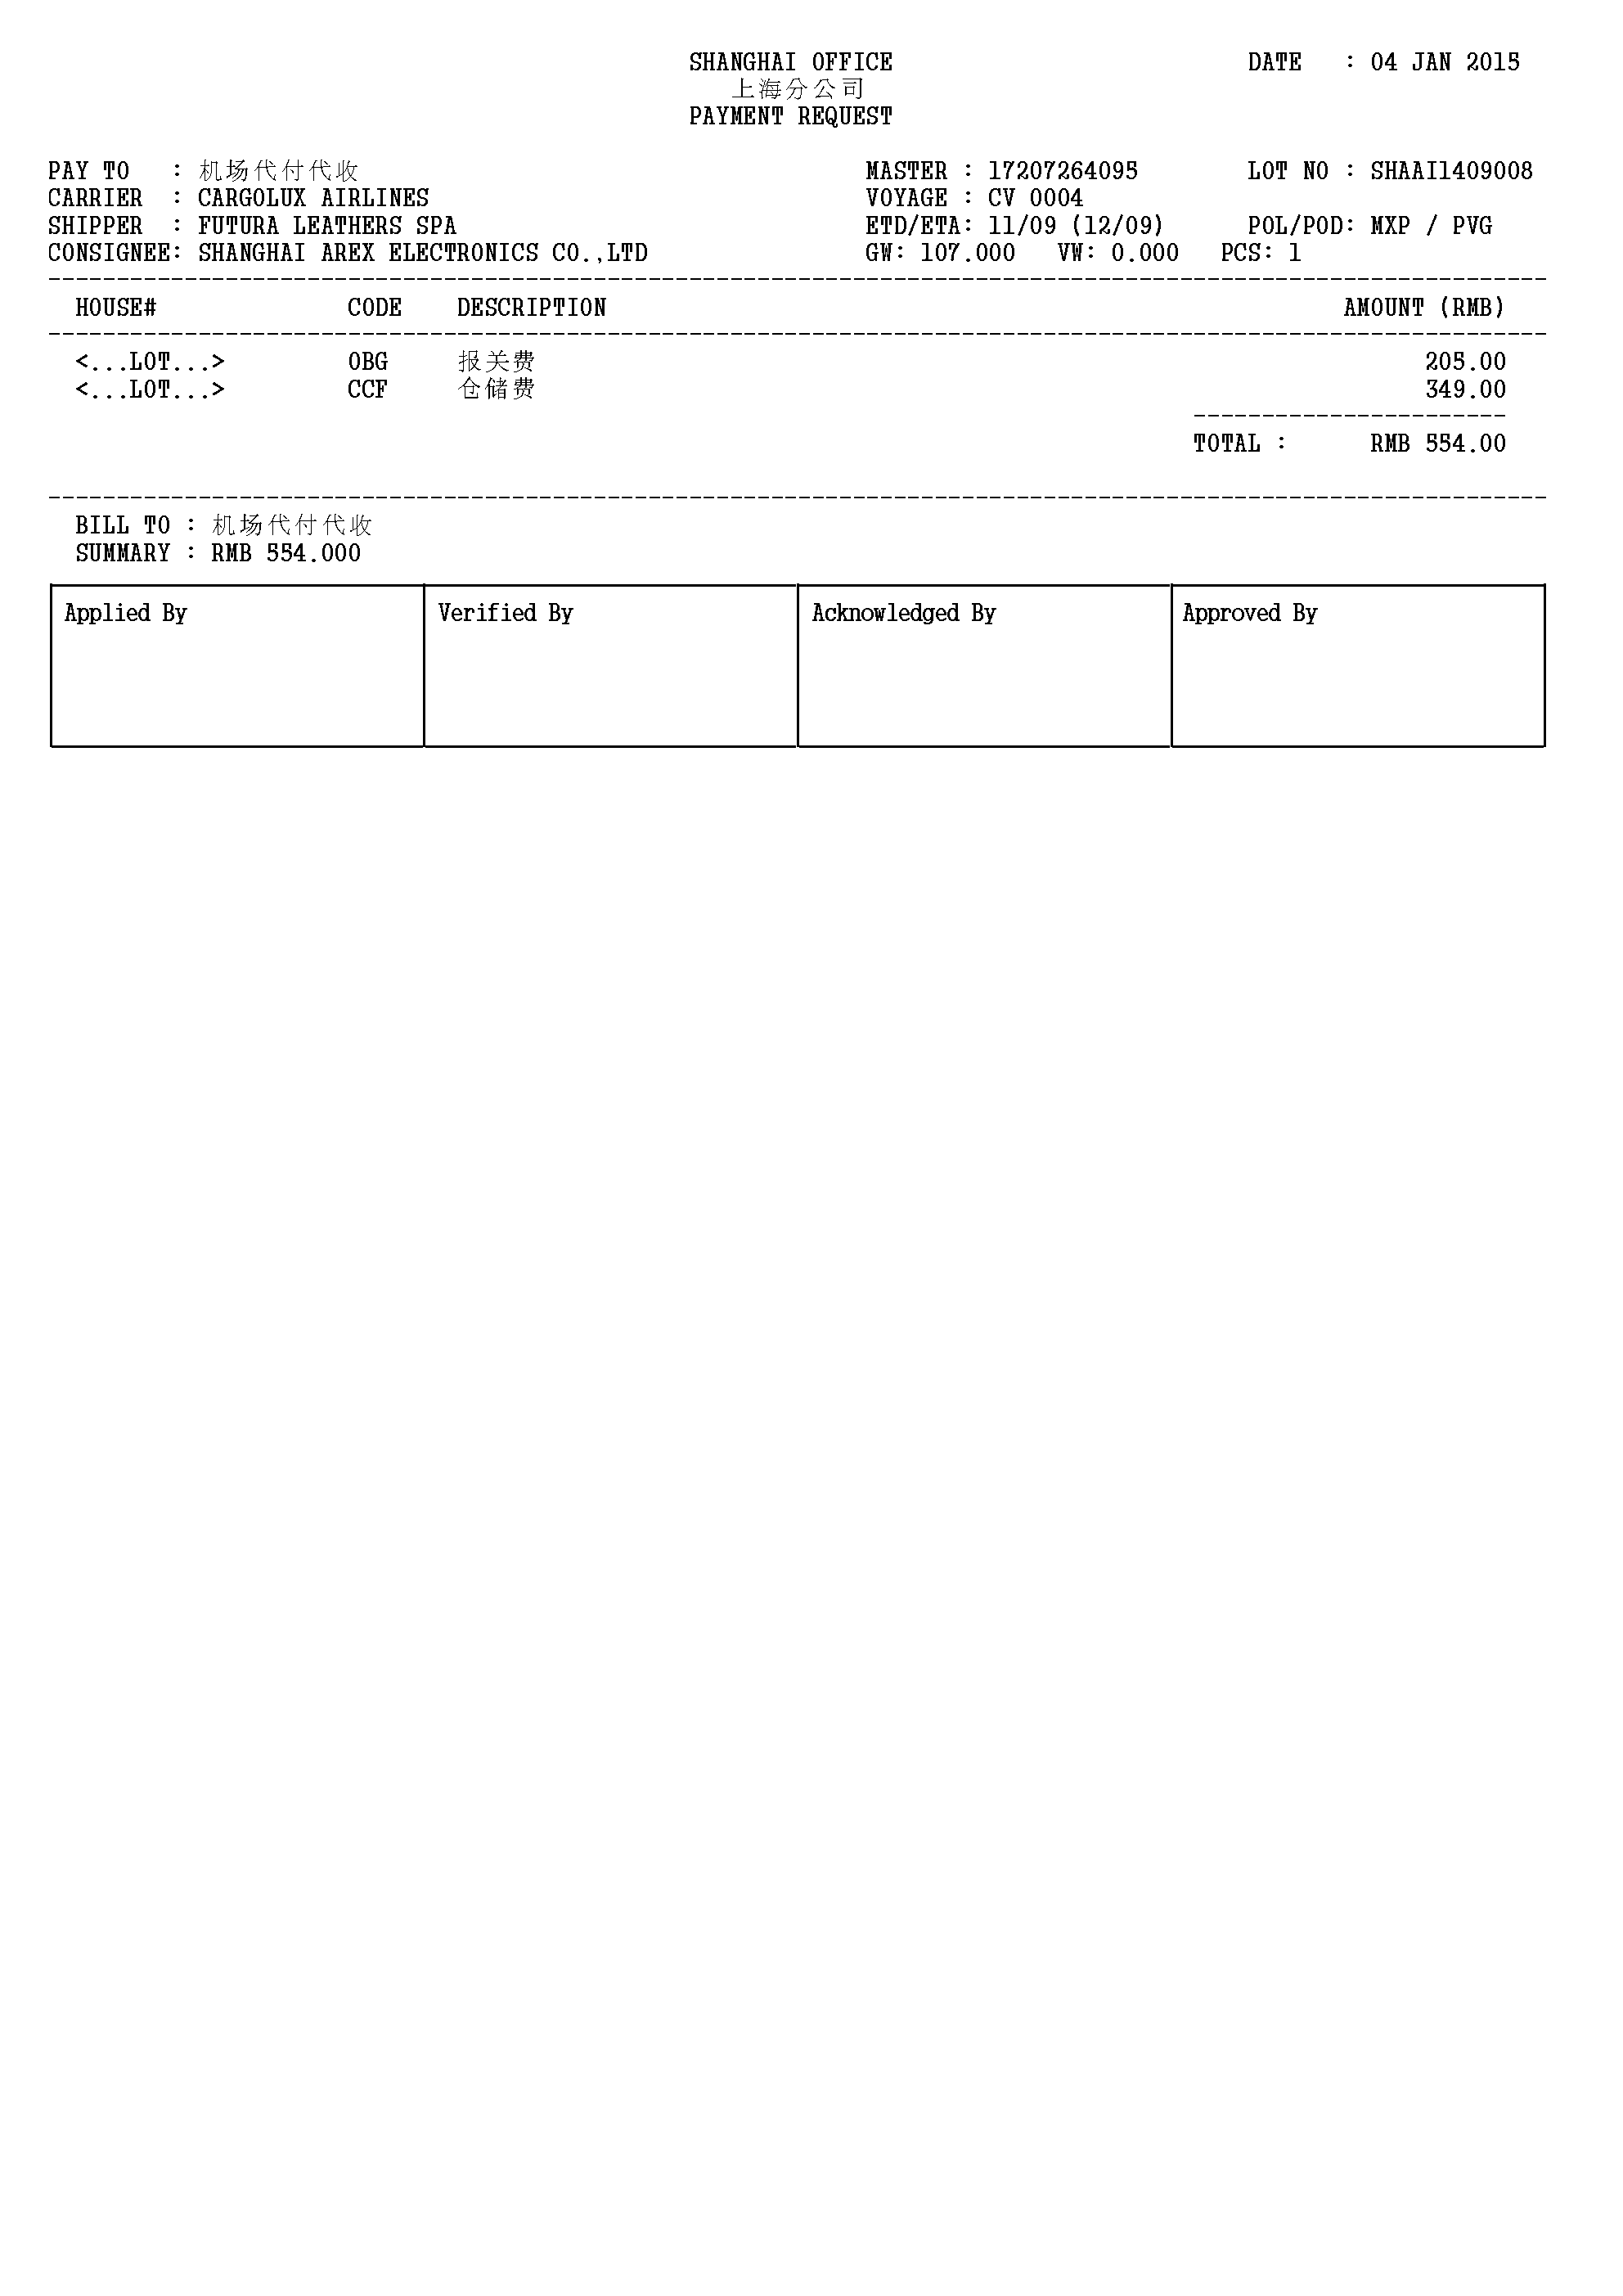 SHANGHAI OFFICE DATE : 04 JAN 2015
上海分公司
PAYMENT REQUEST
PAY TO : 机场代付代收 MASTER : 17207264095 LOT NO : SHAAI1409008
CARRIER : CARGOLUX AIRLINES VOYAGE : CV 0004
SHIPPER : FUTURA LEATHERS SPA ETD/ETA: 11/09 (12/09) POL/POD: MXP / PVG
CONSIGNEE: SHANGHAI AREX ELECTRONICS CO.,LTD GW: 107.000 VW: 0.000 PCS: 1
HOUSE# CODE DESCRIPTION AMOUNT (RMB)
<...LOT...> OBG 报关费 205.00
<...LOT...> CCF 仓储费 349.00
TOTAL : RMB 554.00
BILL TO : 机场代付代收
SUMMARY : RMB 554.000
Applied By Verified By Acknowledged By Approved By